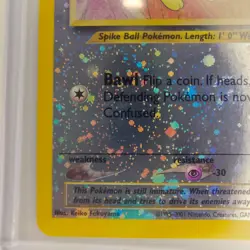 Spike Ball Pokémon. Length: 1' 0" W
Bawl Flip a coin. If heads,
Defending Pokémon is now
Confused
weakness resistance
-30
This Pokémon is still immature. When threatened
from its head and tries to drive its enemies away
Illus. Keiko Fukuyama ©1995-2001 Nintendo, Creatures, GA